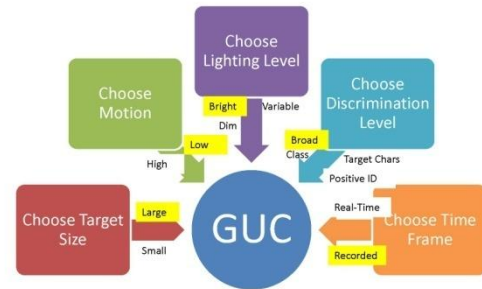 Choose
Lighting Level
Bright
Variable
Dim
Choose
Motion
Low
High
Choose
Discrimination
Level
Broad
Class
Target Chars
Positive ID
Choose Target
Size
Large
Small
GUC
Real-Time
Choose Time
Frame
Recorded